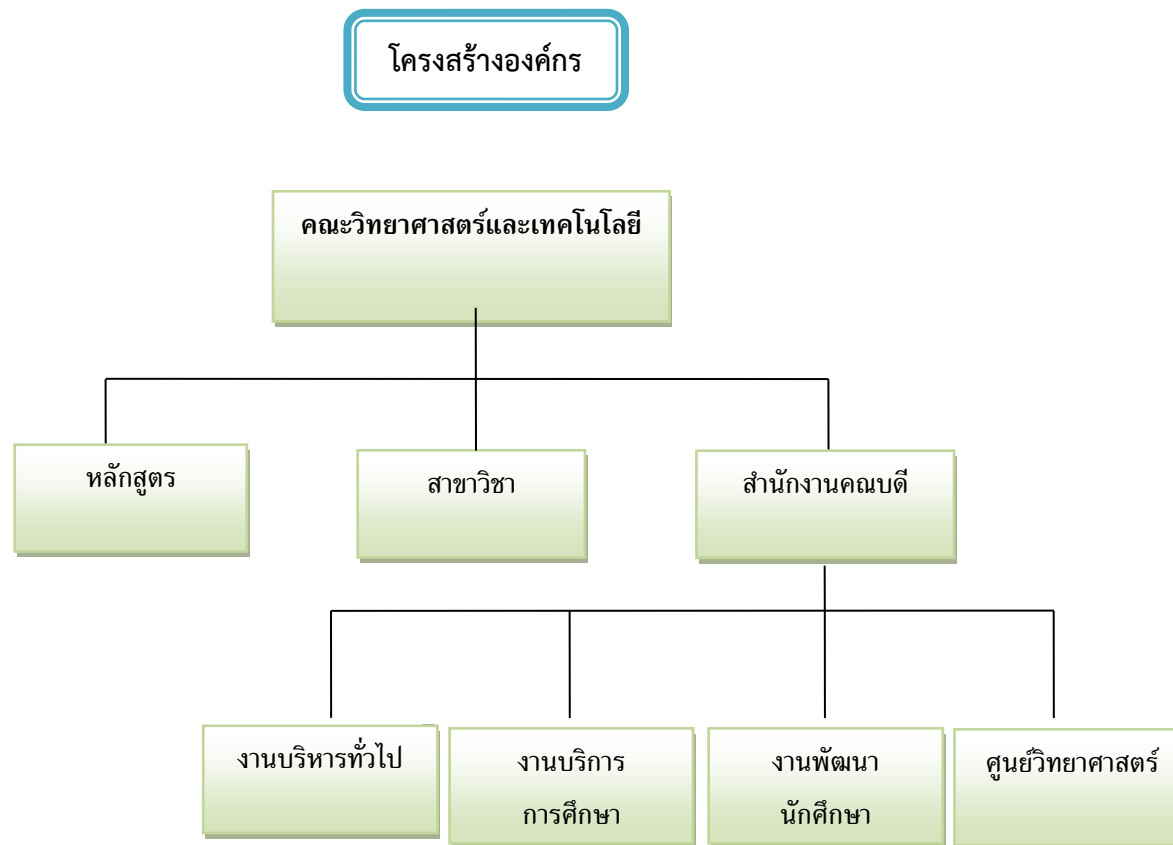 โครงสร้างองค์กร
คณะวิทยาศาสตร์และเทคโนโลยี
หลักสูตร
สาขาวิชา
สำนักงานคณบดี
งานบริหารทั่วไป
งานบริการ
การศึกษา
งานพัฒนา
นักศึกษา
ศูนย์วิทยาศาสตร์